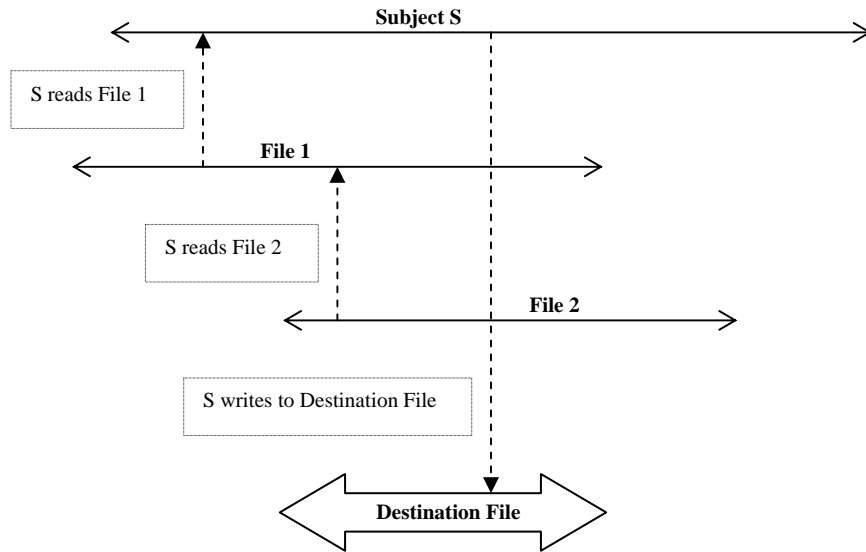 Subject S
S reads File 1
File 1
S reads File 2
File 2
S writes to Destination File
Destination File